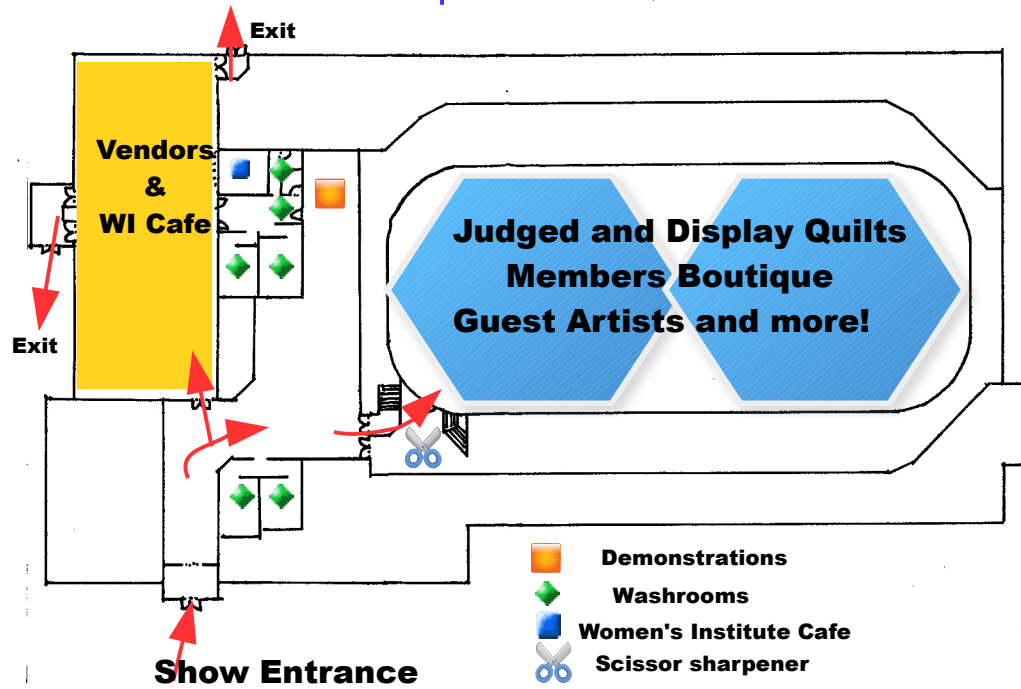 Exit
Vendors
&
WI Cafe
Exit
Judged and Display Quilts
Members Boutique
Guest Artists and more!
Demonstrations
Washrooms
Women's Institute Cafe
Scissor sharpener
Show Entrance